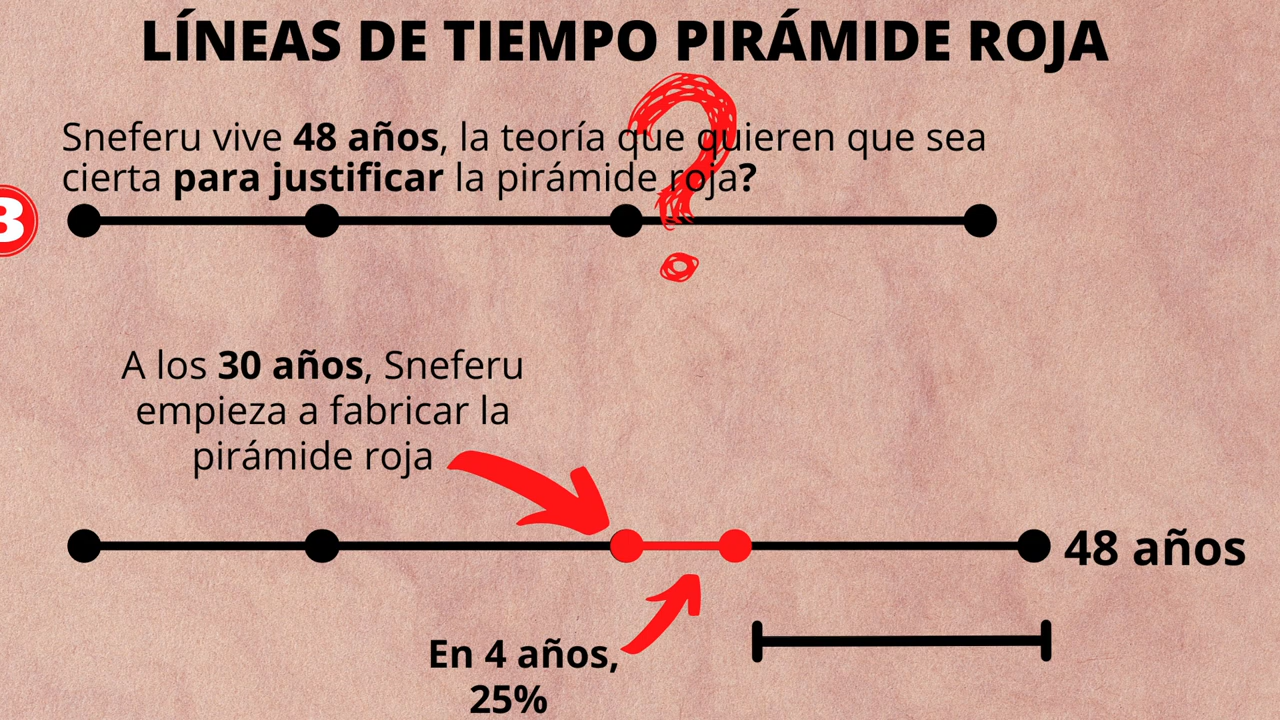 LÍNEAS DE TIEMPO PIRÁMIDE ROJA
Sneferu vive 48 años, la teoría que quieren que sea
cierta para justificar la pirámide roja?
3
A los 30 años, Sneferu
empieza a fabricar la
pirámide roja
48 años
En 4 años,
25%